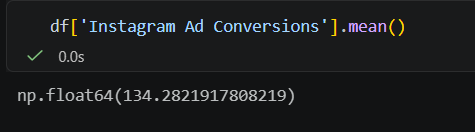 df['Instagram Ad Conversions'].mean()
0.0s
np.float64(134.2821917808219)